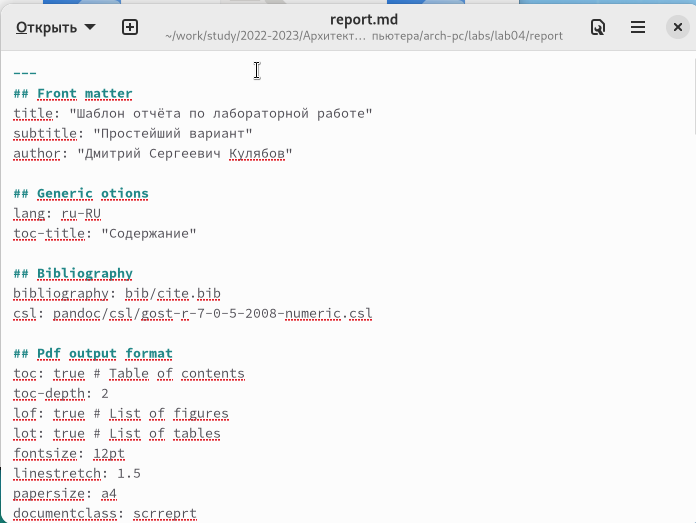 report.md
Открыть
~/work/study/2022-2023/Архитект… пьютера/arch-pc/labs/lab04/report
---
## Front matter
title: "Шаблон отчёта по лабораторной работе"
subtitle: "Простейший вариант"
author: "Дмитрий Сергеевич Кулябов"
## Generic otions
lang: ru-RU
toc-title: "Содержание"
## Bibliography
bibliography: bib/cite.bib
csl: pandoc/csl/gost-r-7-0-5-2008-numeric.csl
## Pdf output format
toc: true # Table of contents
toc-depth: 2
lof: true # List of figures
lot: true # List of tables
fontsize: 12pt
linestretch: 1.5
papersize: a4
documentclass: scrreprt